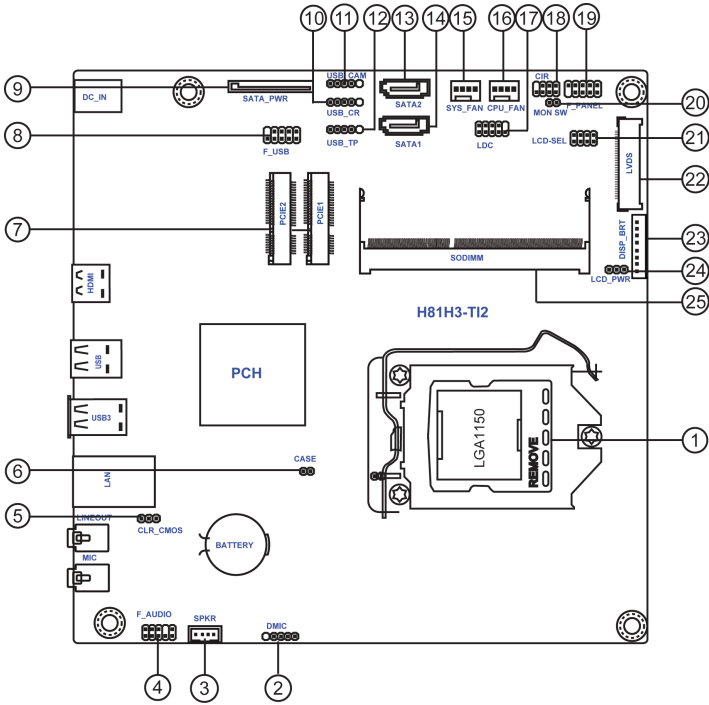 10 11 12 13 14 15 16 17 18 19
USB_CAM
CIR
9
DC_IN
SATA_PWR
USB_CR
SATA2
SYS_FAN
CPU_FAN
F_PANEL
MON SW
20
8
F_USB
USB_TP
SATA1
LDC
LCD-SEL
21
LVDS
22
7
PCIE2
PCIE1
SODIMM
DISP_BRT
23
LCD_PWR
24
25
HDMI
H81H3-TI2
USB
PCH
USB3
LGA1150
REMOVE
1
6
CASE
LAN
5
LINEOUT
CLR_CMOS
BATTERY
MIC
F_AUDIO
SPKR
DMIC
4 3 2